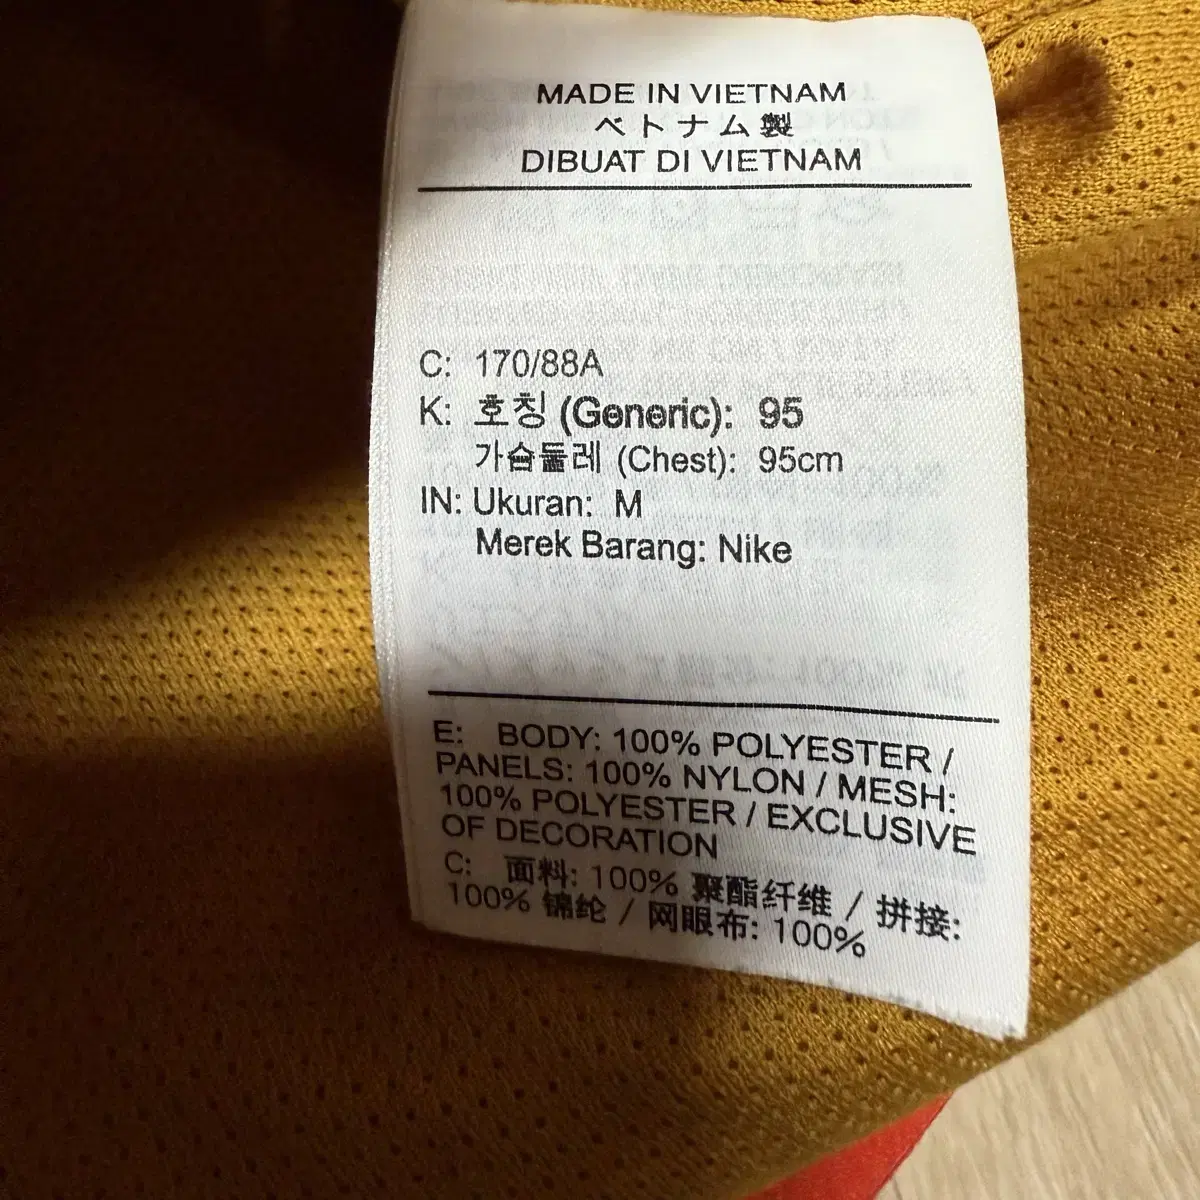 MADE IN VIETNAM
ベトナム製
DIBUAT DI VIETNAM
C: 170/88A
K: 호칭 (Generic): 95
가슴둘레 (Chest): 95cm
IN: Ukuran: M
Merek Barang: Nike
E: BODY: 100% POLYESTER /
PANELS: 100% NYLON / MESH:
100% POLYESTER / EXCLUSIVE
OF DECORATION
C: 面料: 100% 聚酯纤维 / 拼接:
100% 锦纶 / 网眼布: 100%